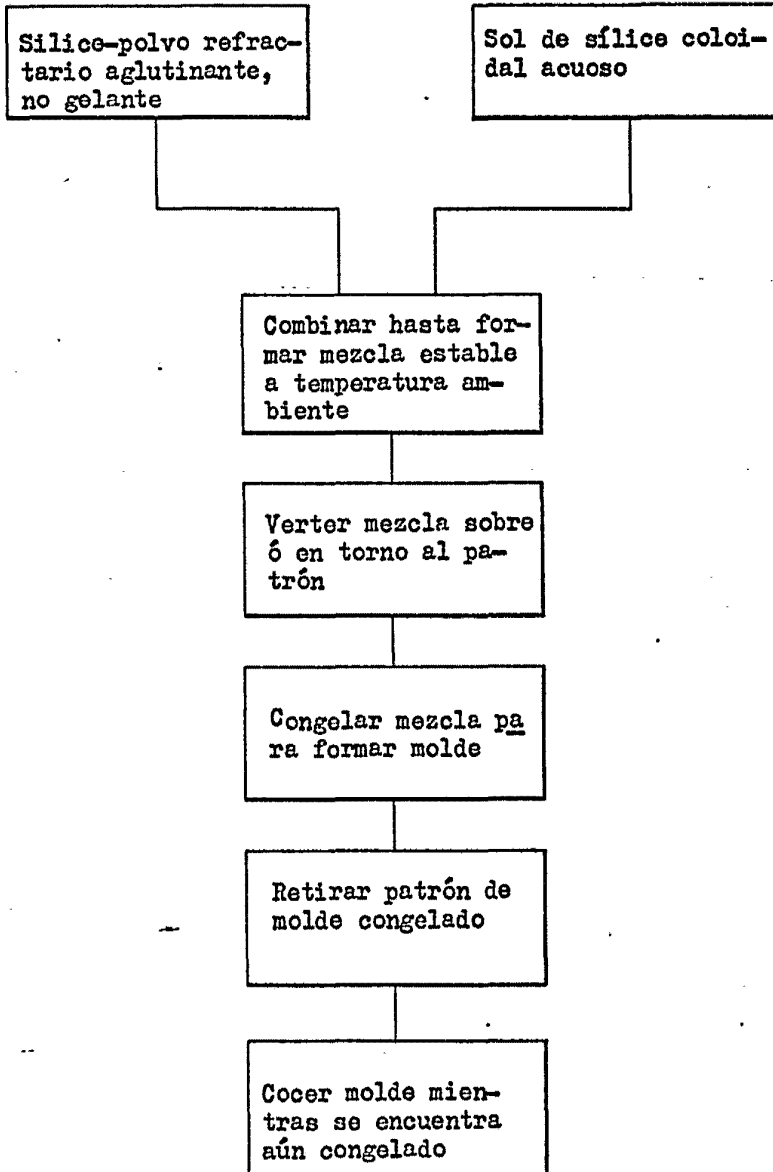 Silice-polvo refrac-
tario aglutinante,
no gelante
Sol de sílice coloi-
dal acuoso
Combinar hasta for-
mar mezcla estable
a temperatura am-
biente
Verter mezcla sobre
ó en torno al pa-
trón
Congelar mezcla pa
ra formar molde
Retirar patrón de
molde congelado
Cocer molde mien-
tras se encuentra
aún congelado